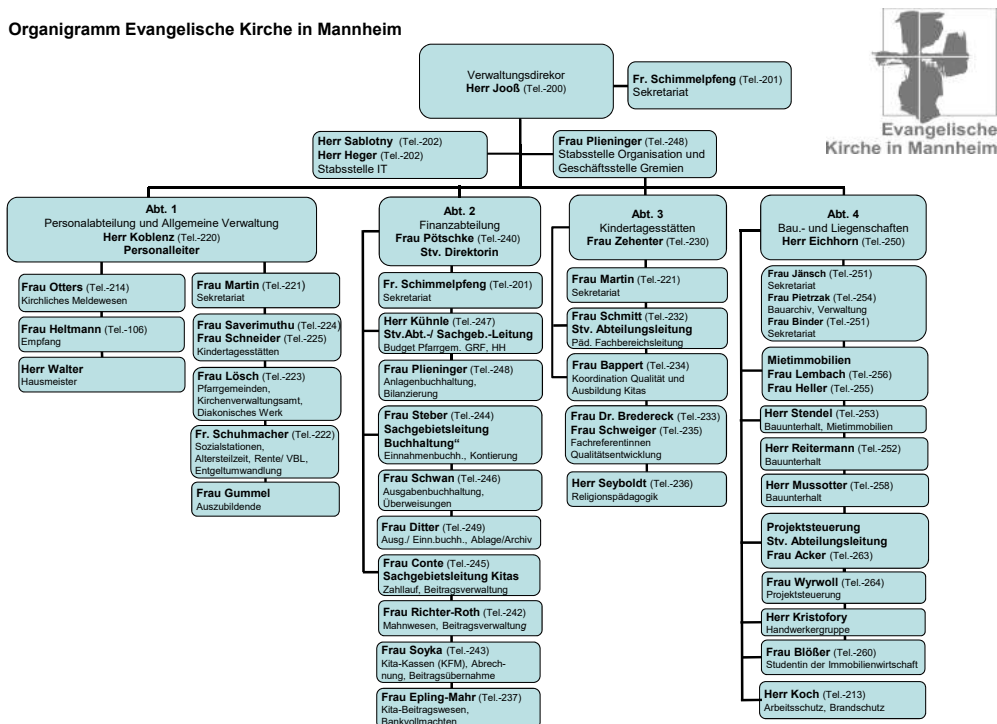 Organigramm Evangelische Kirche in Mannheim
Evangelische
Kirche in Mannheim
Verwaltungsdirekor
Herr Jooß (Tel.-200)
Fr. Schimmelpfeng (Tel.-201)
Sekretariat
Herr Sablotny (Tel.-202)
Herr Heger (Tel.-202)
Stabsstelle IT
Frau Plieninger (Tel.-248)
Stabsstelle Organisation und
Geschäftsstelle Gremien
Abt. 1
Personalabteilung und Allgemeine Verwaltung
Herr Koblenz (Tel.-220)
Personalleiter
Frau Otters (Tel.-214)
Kirchliches Meldewesen
Frau Heltmann (Tel.-106)
Empfang
Herr Walter
Hausmeister
Frau Martin (Tel.-221)
Sekretariat
Frau Saverimuthu (Tel.-224)
Frau Schneider (Tel.-225)
Kindertagesstätten
Frau Lösch (Tel.-223)
Pfarrgemeinden,
Kirchenverwaltungsamt,
Diakonisches Werk
Fr. Schuhmacher (Tel.-222)
Sozialstationen,
Altersteilzeit, Rente/ VBL,
Entgeltumwandlung
Frau Gummel
Auszubildende
Abt. 2
Finanzabteilung
Frau Pötschke (Tel.-240)
Stv. Direktorin
Fr. Schimmelpfeng (Tel.-201)
Sekretariat
Herr Kühnle (Tel.-247)
Stv.Abt.-/ Sachgeb.-Leitung
Budget Pfarrgem. GRF, HH
Frau Plieninger (Tel.-248)
Anlagenbuchhaltung,
Bilanzierung
Frau Steber (Tel.-244)
Sachgebietsleitung
Buchhaltung“
Einnahmenbuchh., Kontierung
Frau Schwan (Tel.-246)
Ausgabenbuchhaltung,
Überweisungen
Frau Ditter (Tel.-249)
Ausg./ Einn.buchh., Ablage/Archiv
Frau Conte (Tel.-245)
Sachgebietsleitung Kitas
Zahllauf, Beitragsverwaltung
Frau Richter-Roth (Tel.-242)
Mahnwesen, Beitragsverwaltung
Frau Soyka (Tel.-243)
Kita-Kassen (KFM), Abrech-
nung, Beitragsübernahme
Frau Epling-Mahr (Tel.-237)
Kita-Beitragswesen,
Bankvollmachten
Abt. 3
Kindertagesstätten
Frau Zehenter (Tel.-230)
Frau Martin (Tel.-221)
Sekretariat
Frau Schmitt (Tel.-232)
Stv. Abteilungsleitung
Päd. Fachbereichsleitung
Frau Bappert (Tel.-234)
Koordination Qualität und
Ausbildung Kitas
Frau Dr. Bredereck (Tel.-233)
Frau Schweiger (Tel.-235)
Fachreferentinnen
Qualitätsentwicklung
Herr Seyboldt (Tel.-236)
Religionspädagogik
Abt. 4
Bau.- und Liegenschaften
Herr Eichhorn (Tel.-250)
Frau Jänsch (Tel.-251)
Sekretariat
Frau Pietrzak (Tel.-254)
Bauarchiv, Verwaltung
Frau Binder (Tel.-251)
Sekretariat
Mietimmobilien
Frau Lembach (Tel.-256)
Frau Heller (Tel.-255)
Herr Stendel (Tel.-253)
Bauunterhalt, Mietimmobilien
Herr Reitermann (Tel.-252)
Bauunterhalt
Herr Mussotter (Tel.-258)
Bauunterhalt
Projektsteuerung
Stv. Abteilungsleitung
Frau Acker (Tel.-263)
Frau Wyrwoll (Tel.-264)
Projektsteuerung
Herr Kristofory
Handwerkergruppe
Frau Blößer (Tel.-260)
Studentin der Immobilienwirtschaft
Herr Koch (Tel.-213)
Arbeitsschutz, Brandschutz